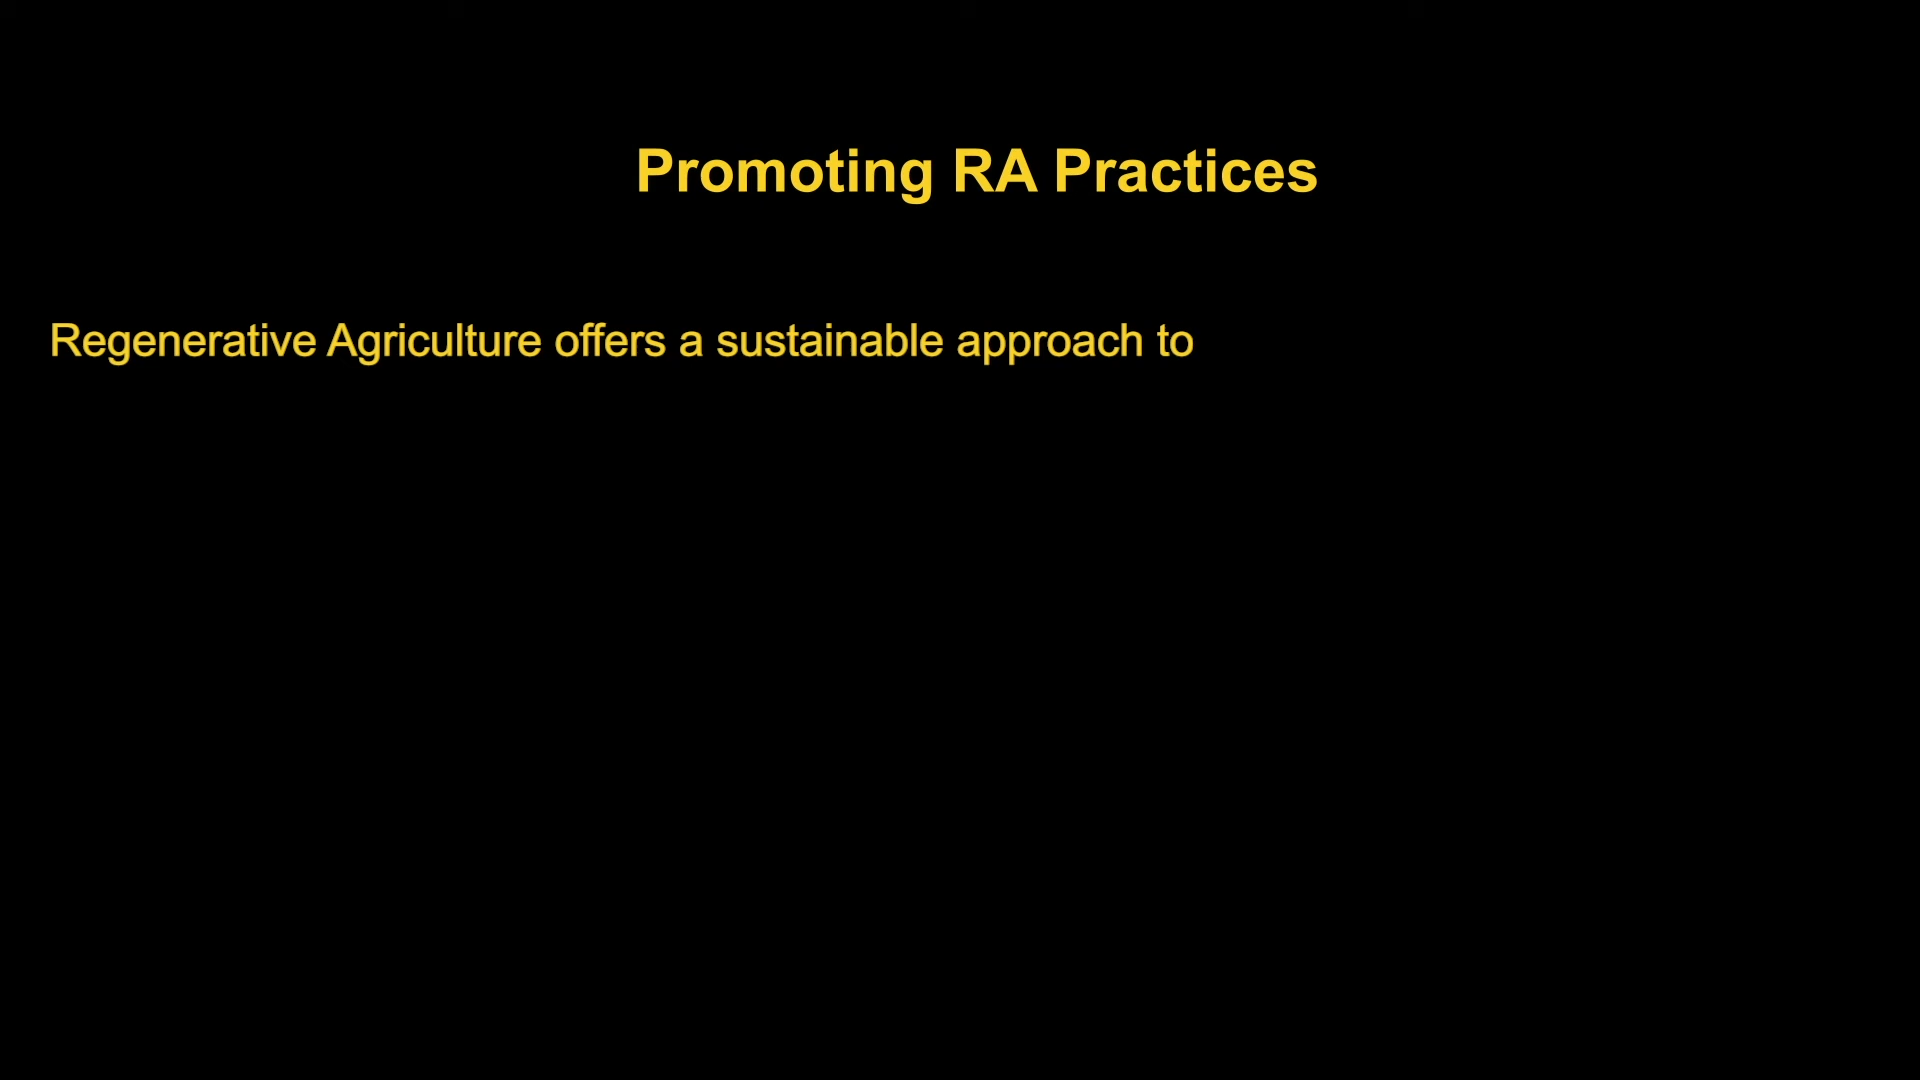 Promoting RA Practices
Regenerative Agriculture offers a sustainable approach to